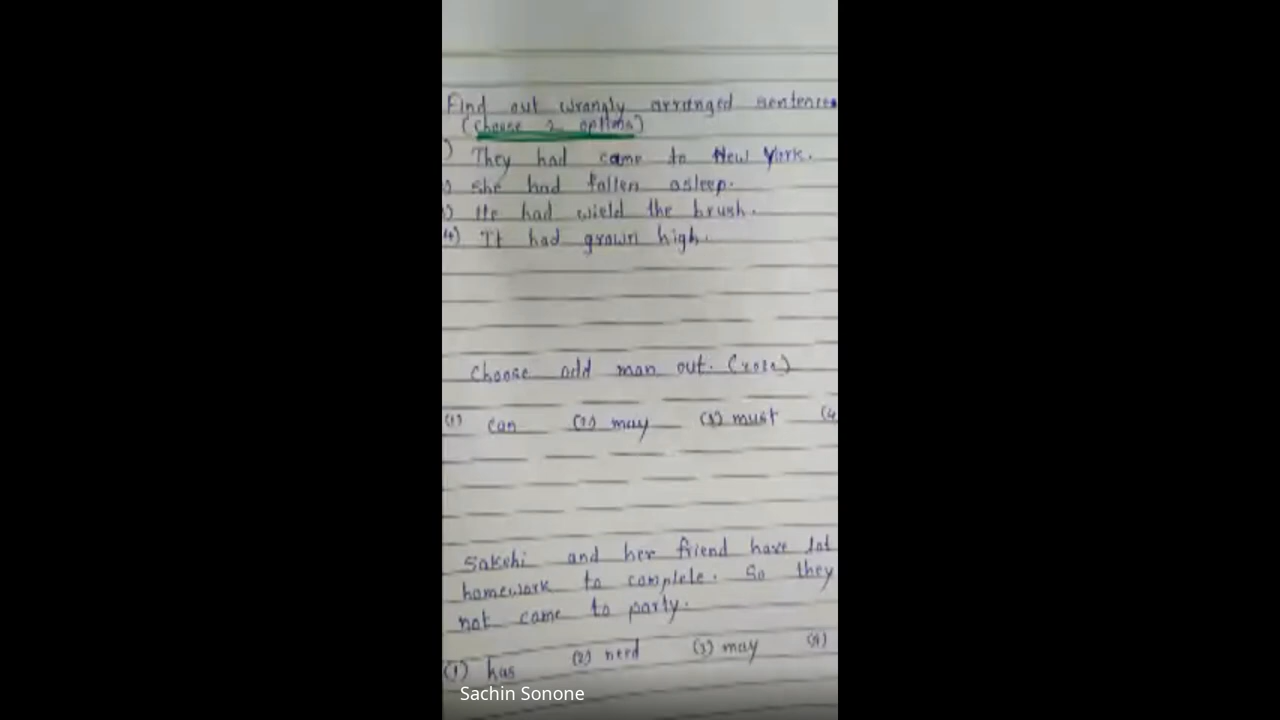 Find out wrongly arranged sentences
(Choose 2 options)
) They had came to New York.
) She had fallen asleep.
) He had wield the brush.
(4) It had grown high.
Choose odd man out.
(1) can (2) may (3) must (4
Sakshi and her friend have lot
homework to complete. So they
not came to party.
(1) has (2) need (3) may (4)
Sachin Sonone